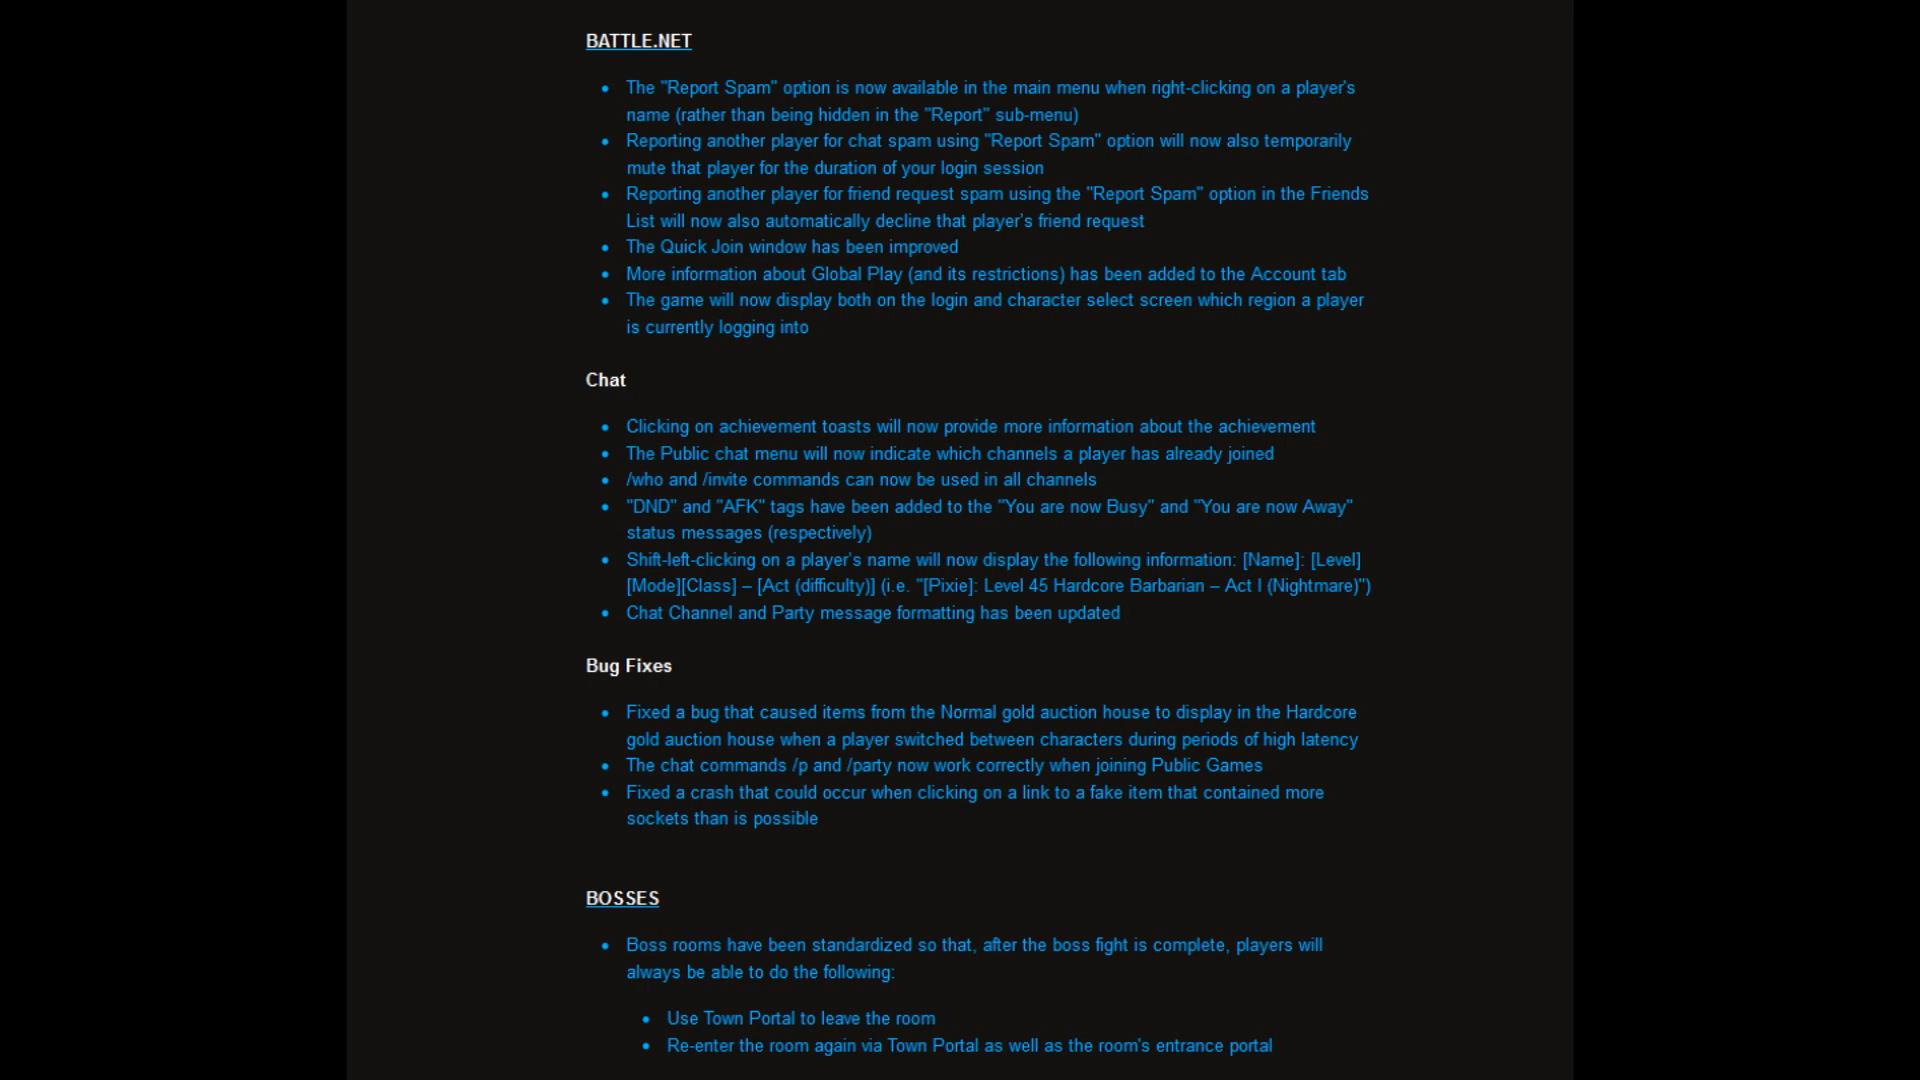 BATTLE.NET
The "Report Spam" option is now available in the main menu when right-clicking on a player's
name (rather than being hidden in the "Report" sub-menu)
Reporting another player for chat spam using "Report Spam" option will now also temporarily
mute that player for the duration of your login session
Reporting another player for friend request spam using the "Report Spam" option in the Friends
List will now also automatically decline that player's friend request
The Quick Join window has been improved
More information about Global Play (and its restrictions) has been added to the Account tab
The game will now display both on the login and character select screen which region a player
is currently logging into
Chat
Clicking on achievement toasts will now provide more information about the achievement
The Public chat menu will now indicate which channels a player has already joined
/who and /invite commands can now be used in all channels
"DND" and "AFK" tags have been added to the "You are now Busy" and "You are now Away"
status messages (respectively)
Shift-left-clicking on a player's name will now display the following information: [Name]: [Level]
[Mode][Class] – [Act (difficulty)] (i.e. "[Pixie]: Level 45 Hardcore Barbarian – Act I (Nightmare)")
Chat Channel and Party message formatting has been updated
Bug Fixes
Fixed a bug that caused items from the Normal gold auction house to display in the Hardcore
gold auction house when a player switched between characters during periods of high latency
The chat commands /p and /party now work correctly when joining Public Games
Fixed a crash that could occur when clicking on a link to a fake item that contained more
sockets than is possible
BOSSES
Boss rooms have been standardized so that, after the boss fight is complete, players will
always be able to do the following:
Use Town Portal to leave the room
Re-enter the room again via Town Portal as well as the room's entrance portal